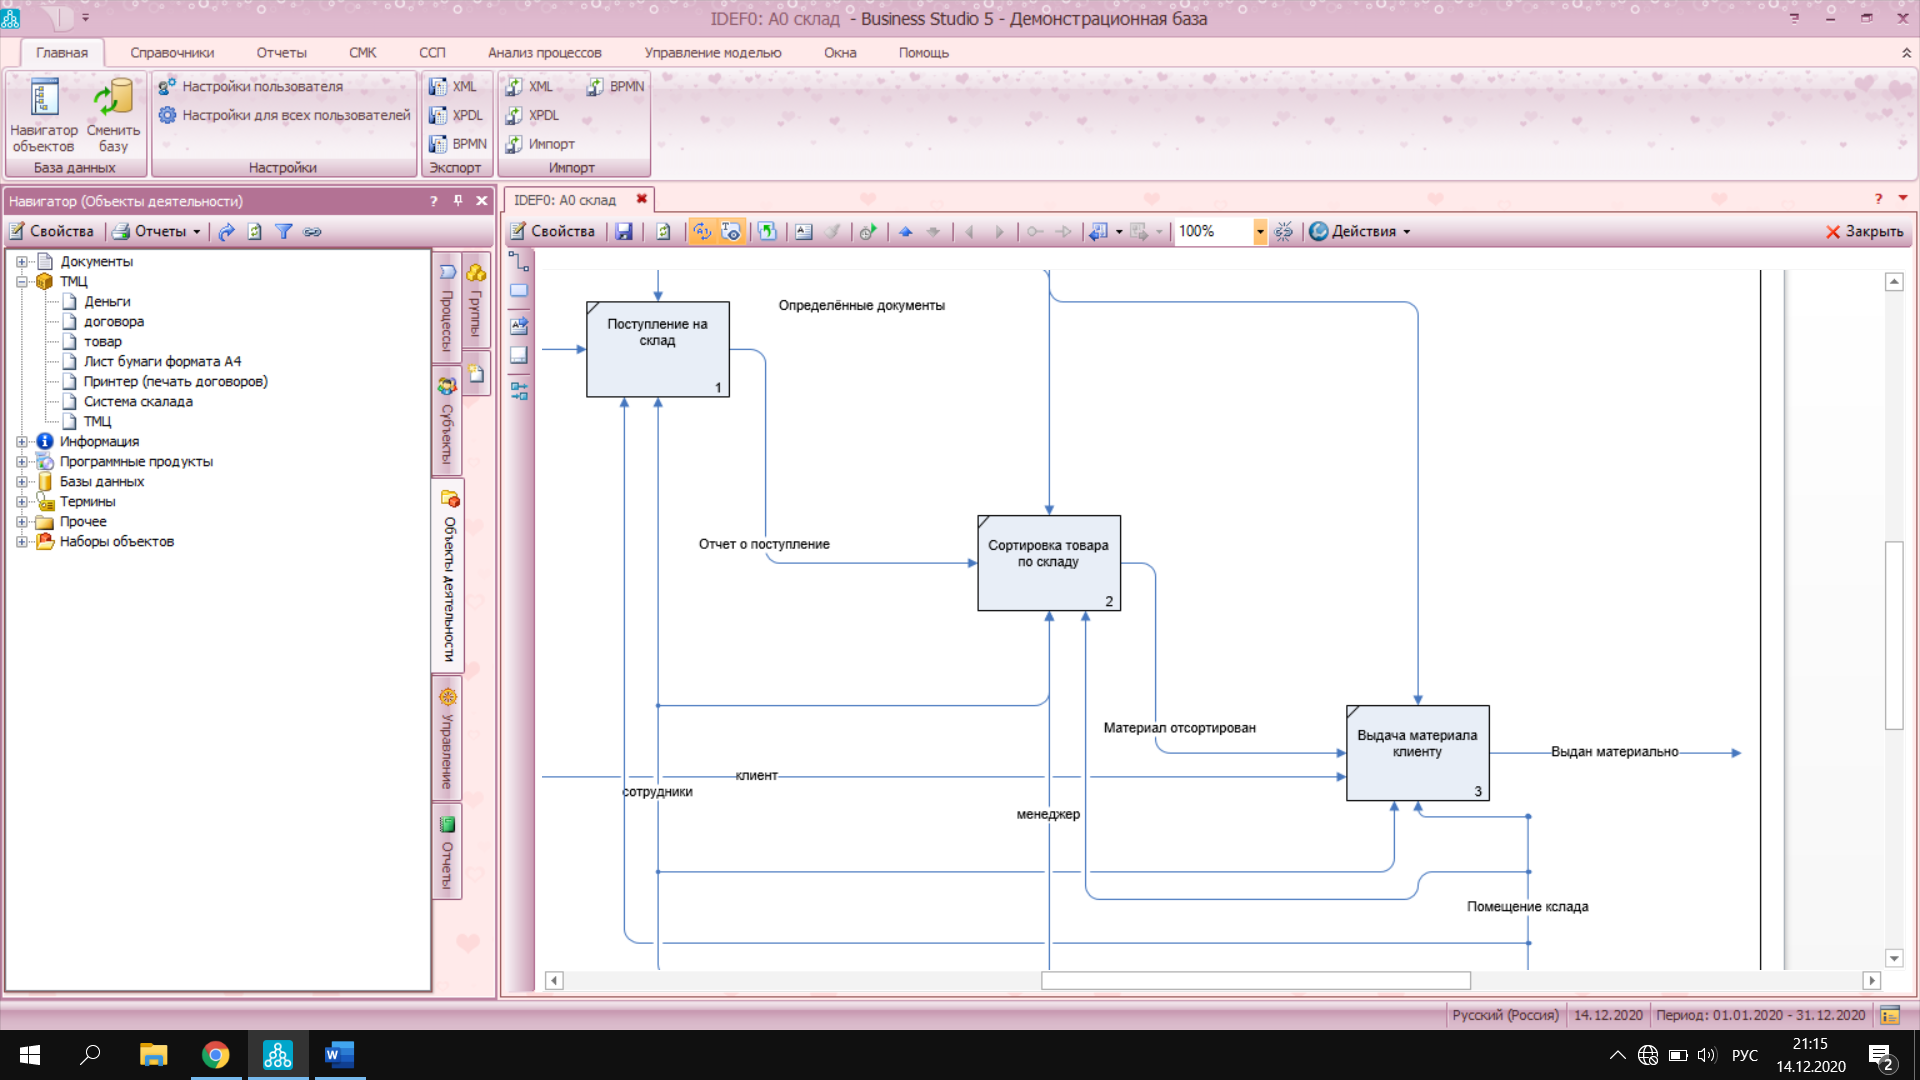 IDEF0: A0 склад - Business Studio 5 - Демонстрационная база
Главная Справочники Отчеты СМК ССП Анализ процессов Управление моделью Окна Помощь
Навигатор объектов
Сменить базу
База данных
Настройки пользователя
Настройки для всех пользователей
Настройки
XML
XPDL
BPMN
Экспорт
XML BPMN
XPDL
Импорт
Импорт
Навигатор (Объекты деятельности)
Свойства Отчеты
Документы
ТМЦ
Деньги
договора
товар
Лист бумаги формата А4
Принтер (печать договоров)
Система скалада
ТМЦ
Информация
Программные продукты
Базы данных
Термины
Прочее
Наборы объектов
Процессы
Группы
Субъекты
Объекты деятельности
Управление
Отчеты
IDEF0: A0 склад
Свойства 100% Действия Закрыть
Поступление на
склад
1
Определённые документы
Отчет о поступление
Сортировка товара
по складу
2
Материал отсортирован
Выдача материала
клиенту
3
Выдан материально
клиент
сотрудники
менеджер
Помещение кслада
Русский (Россия) 14.12.2020 Период: 01.01.2020 - 31.12.2020
РУС
21:15
14.12.2020
2